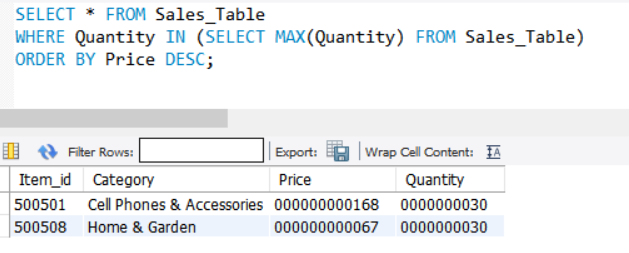 SELECT * FROM Sales_Table
WHERE Quantity IN (SELECT MAX(Quantity) FROM Sales_Table)
ORDER BY Price DESC;
Filter Rows: Export: Wrap Cell Content:
Item_id Category Price Quantity
500501 Cell Phones & Accessories 000000000168 0000000030
500508 Home & Garden 000000000067 0000000030